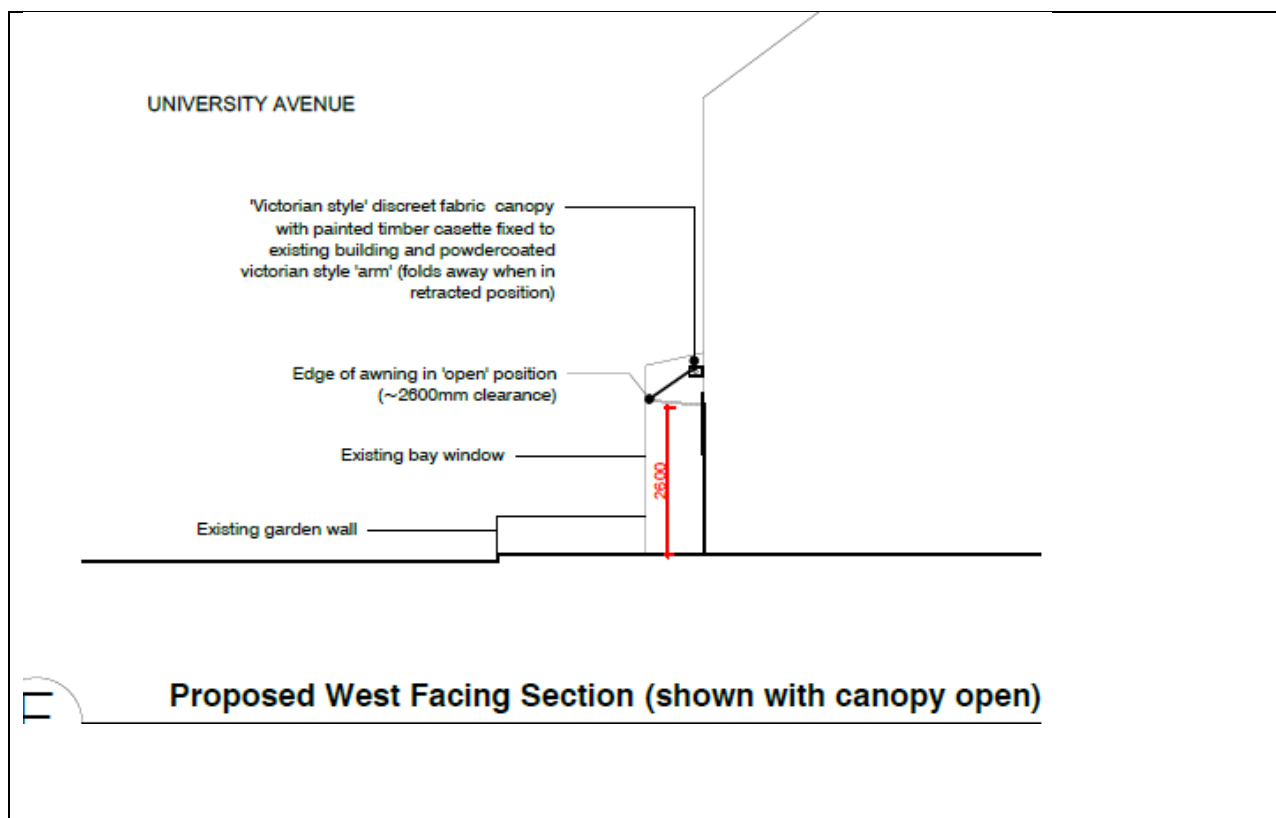 UNIVERSITY AVENUE
'Victorian style' discreet fabric canopy
with painted timber casette fixed to
existing building and powdercoated
victorian style 'arm' (folds away when in
retracted position)
Edge of awning in 'open' position
(~2600mm clearance)
Existing bay window
2600
Existing garden wall
Proposed West Facing Section (shown with canopy open)